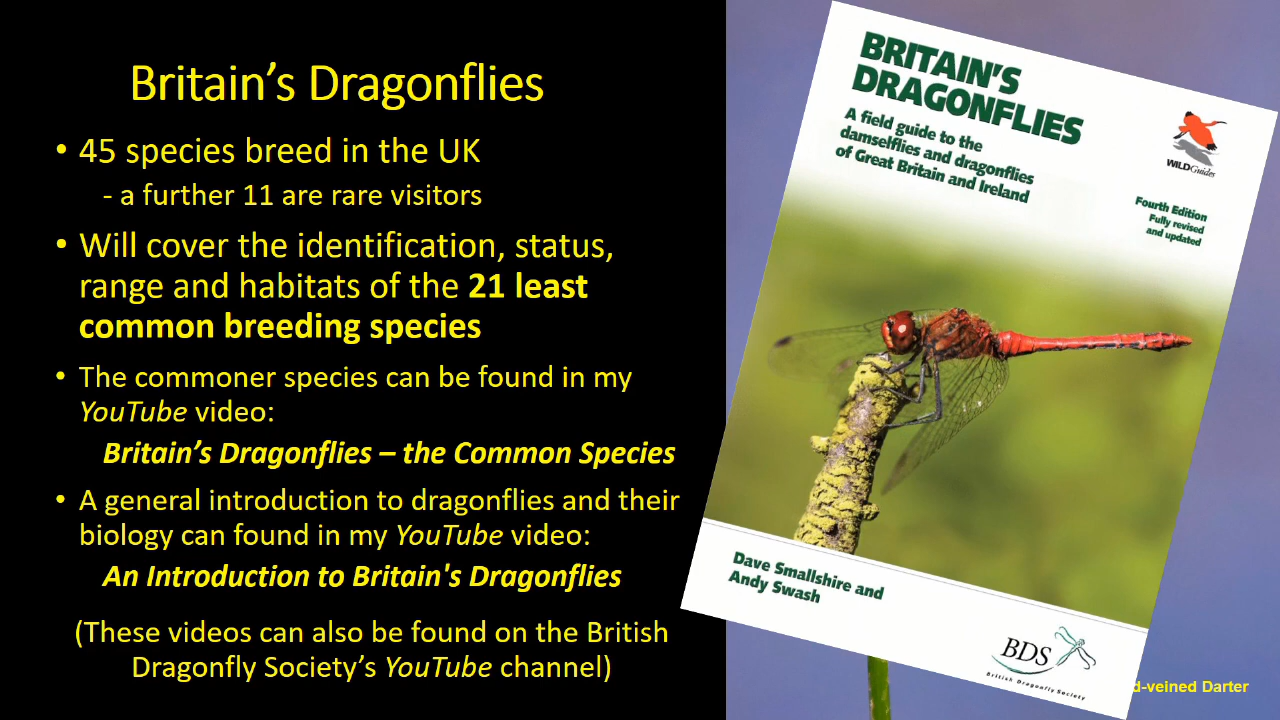 Britain’s Dragonflies
• 45 species breed in the UK
- a further 11 are rare visitors
• Will cover the identification, status,
range and habitats of the 21 least
common breeding species
• The commoner species can be found in my
YouTube video:
Britain’s Dragonflies – the Common Species
• A general introduction to dragonflies and their
biology can found in my YouTube video:
An Introduction to Britain's Dragonflies
(These videos can also be found on the British
Dragonfly Society’s YouTube channel)
BRITAIN’S
DRAGONFLIES
A field guide to the
damselflies and dragonflies
of Great Britain and Ireland
WILDGuides
Fourth Edition
Fully revised
and updated
Dave Smallshire and
Andy Swash
BDS
British Dragonfly Society
d-veined Darter